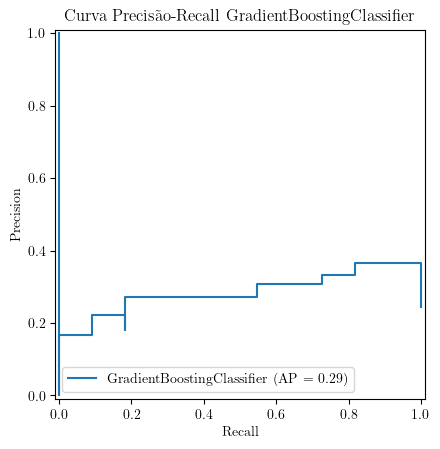 Curva Precisão-Recall GradientBoostingClassifier
1.0
0.8
0.6
0.4
0.2
0.0
Precision
GradientBoostingClassifier (AP = 0.29)
0.0 0.2 0.4 0.6 0.8 1.0
Recall